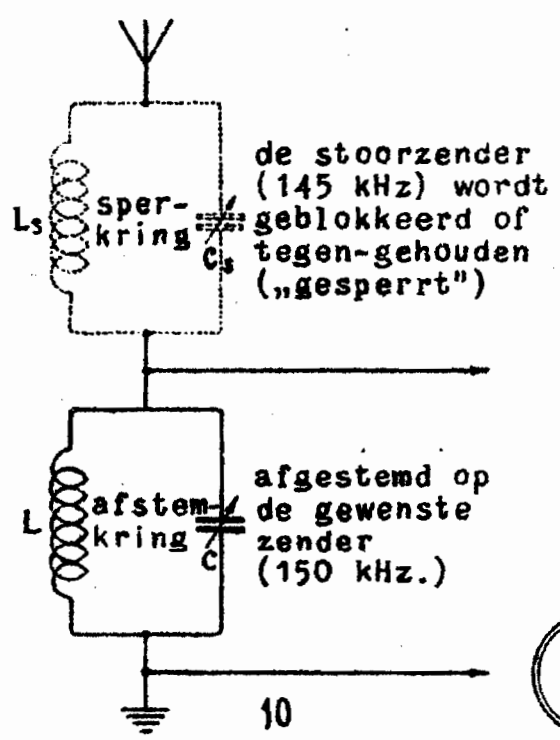 de stoorzender
(145 kHz) wordt
geblokkeerd of
tegen-gehouden
(„gesperrt")
Ls
sper-
kring
Cs
afgestemd op
de gewenste
zender
(150 kHz.)
L
afstem-
kring
C
10